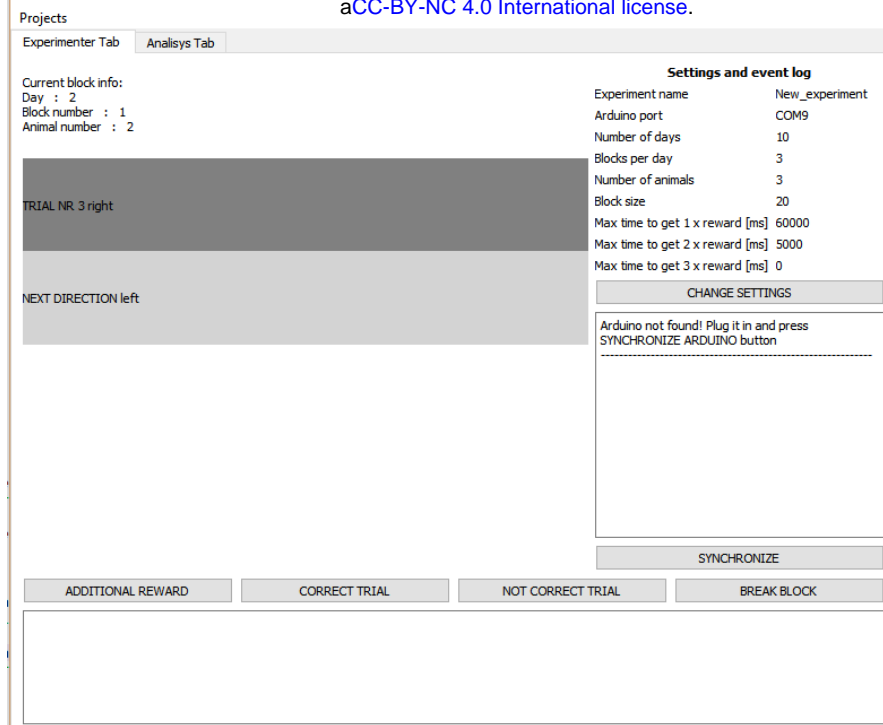 aCC-BY-NC 4.0 International license.
Projects
Experimenter Tab
Analisys Tab
Current block info:
Day : 2
Block number : 1
Animal number : 2
TRIAL NR 3 right
NEXT DIRECTION left
Settings and event log
Experiment name New_experiment
Arduino port COM9
Number of days 10
Blocks per day 3
Number of animals 3
Block size 20
Max time to get 1 x reward [ms] 60000
Max time to get 2 x reward [ms] 5000
Max time to get 3 x reward [ms] 0
CHANGE SETTINGS
Arduino not found! Plug it in and press
SYNCHRONIZE ARDUINO button
------------------------------------------------------------
SYNCHRONIZE
ADDITIONAL REWARD
CORRECT TRIAL
NOT CORRECT TRIAL
BREAK BLOCK